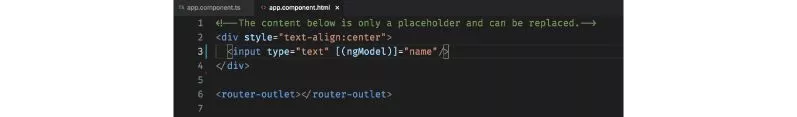 app.component.ts
app.component.html ×
1 <!--The content below is only a placeholder and can be replaced.-->
2 <div style="text-align:center">
3 <input type="text" [(ngModel)]="name"/>
4 </div>
5
6 <router-outlet></router-outlet>
7